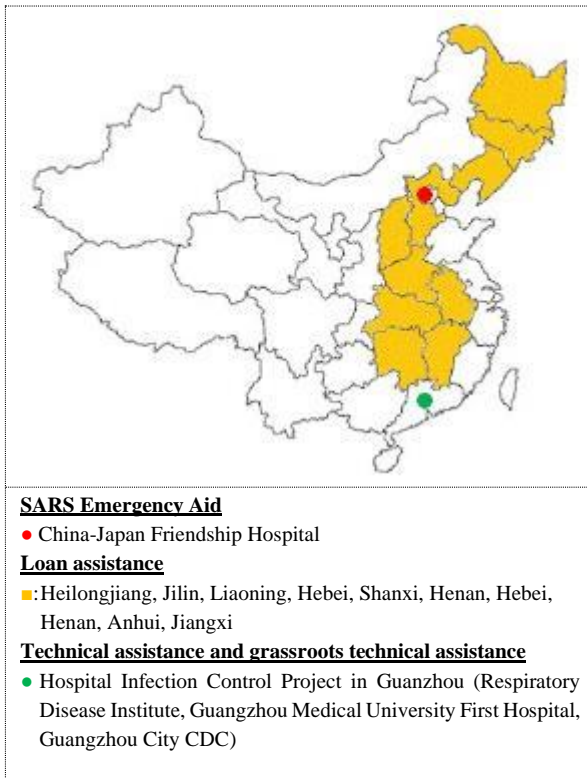 SARS Emergency Aid
● China-Japan Friendship Hospital
Loan assistance
■:Heilongjiang, Jilin, Liaoning, Hebei, Shanxi, Henan, Hebei,
Henan, Anhui, Jiangxi
Technical assistance and grassroots technical assistance
● Hospital Infection Control Project in Guanzhou (Respiratory
Disease Institute, Guangzhou Medical University First Hospital,
Guangzhou City CDC)